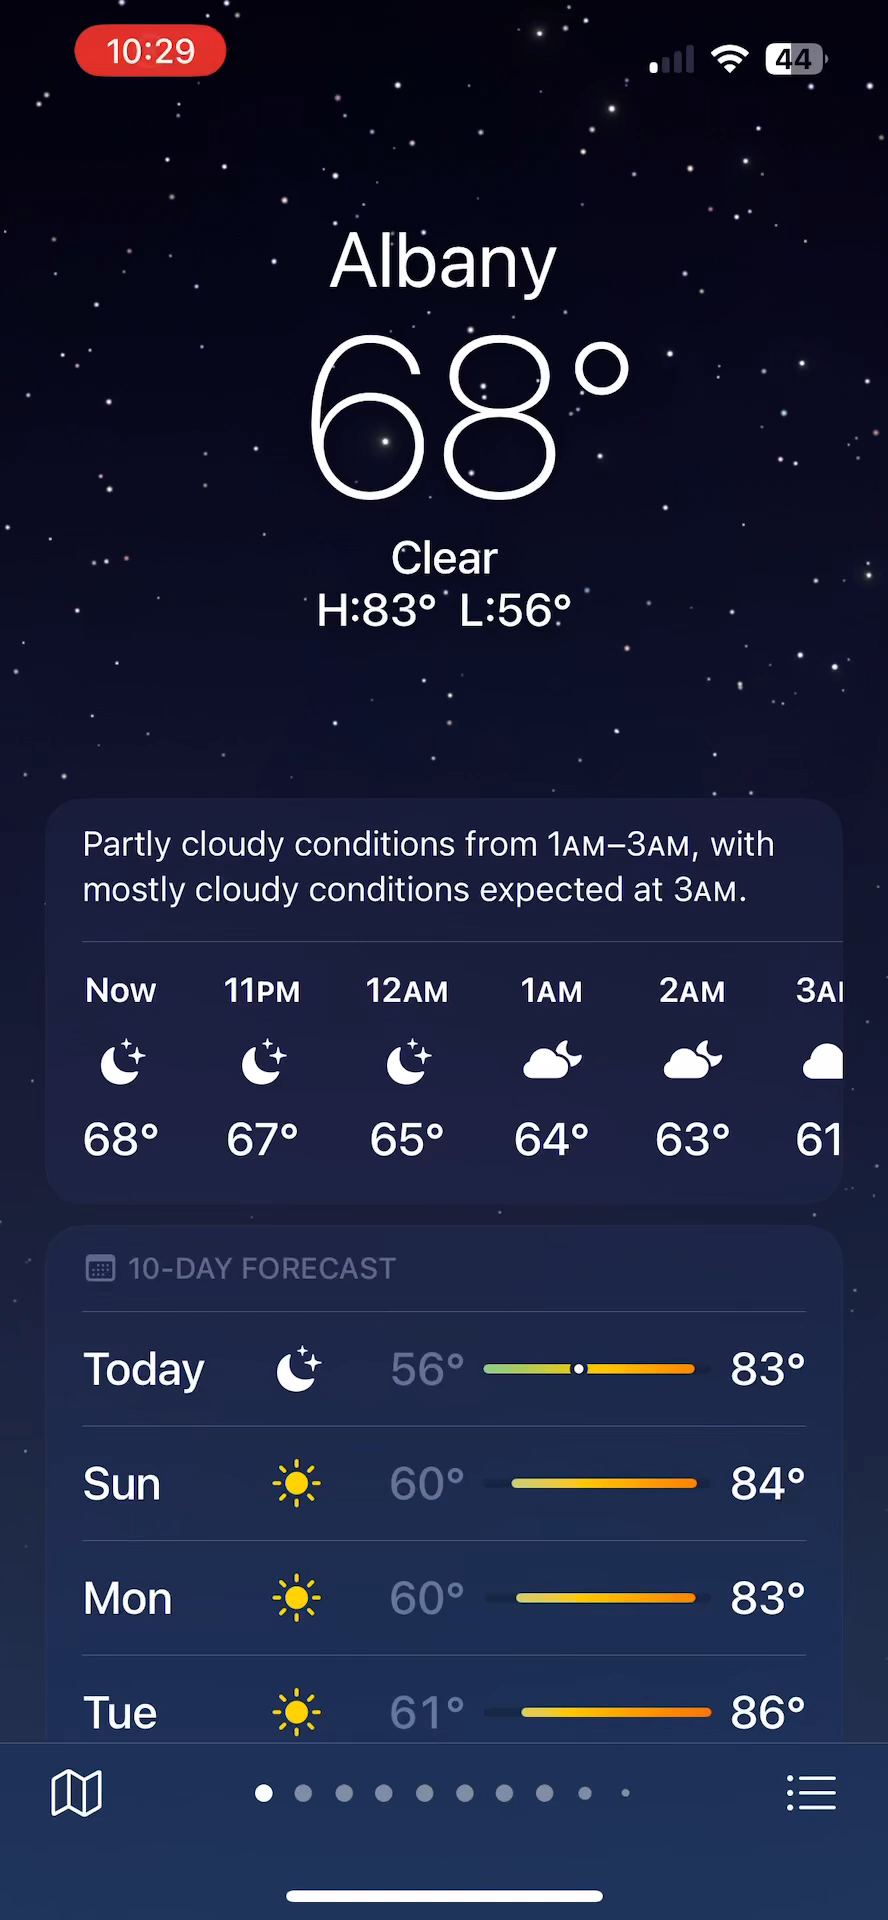 10:29
44
Albany
68°
Clear
H:83° L:56°
Partly cloudy conditions from 1AM–3AM, with
mostly cloudy conditions expected at 3AM.
Now 11PM 12AM 1AM 2AM 3A
68° 67° 65° 64° 63° 61
10-DAY FORECAST
Today 56° 83°
Sun 60° 84°
Mon 60° 83°
Tue 61° 86°